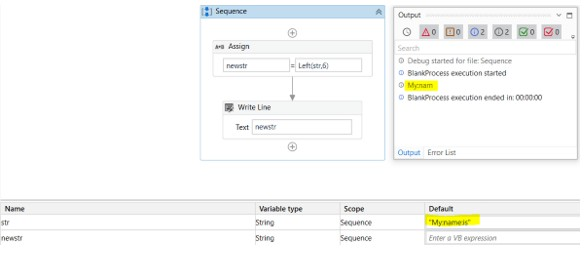 Sequence
Assign
A+B
newstr = Left(str,6)
Write Line
Text newstr
Output
0 0 2 2 0 0
Search
Debug started for file: Sequence
BlankProcess execution started
My:nam
BlankProcess execution ended in: 00:00:00
Output Error List
Name Variable type Scope Default
str String Sequence "My:name:is"
newstr String Sequence Enter a VB expression